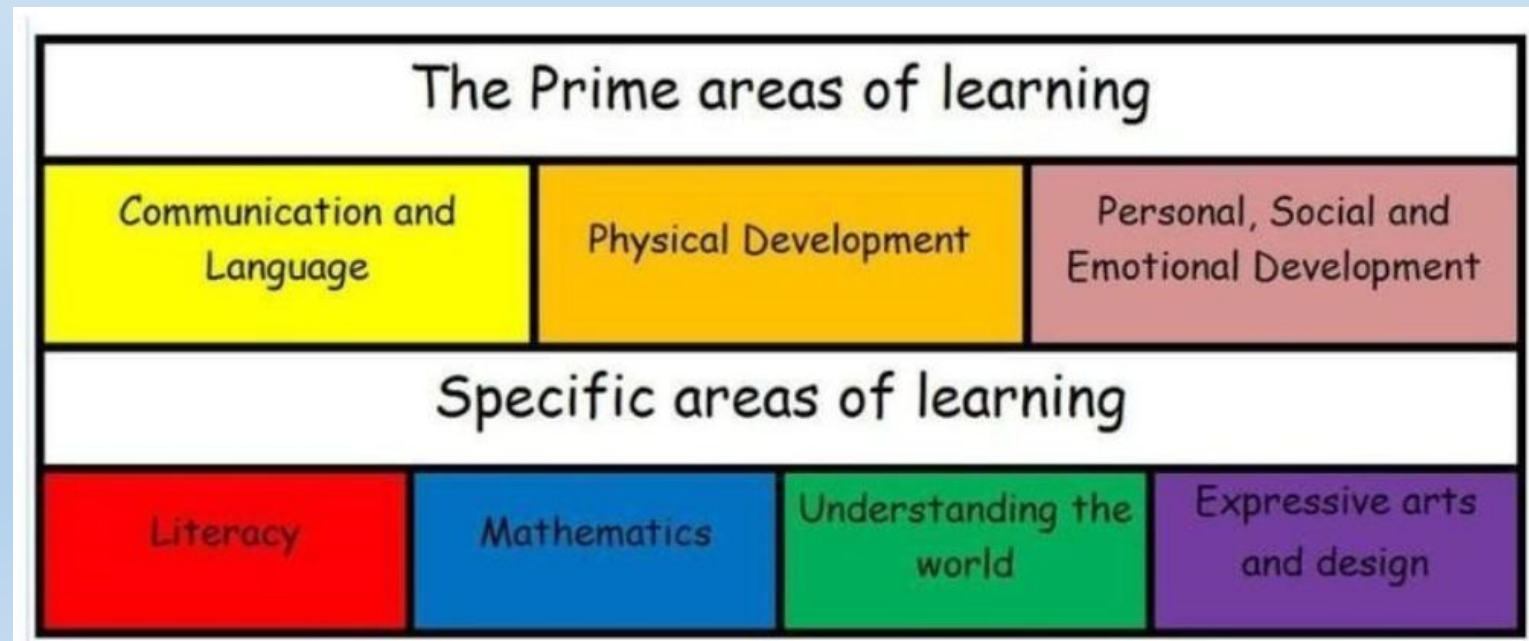 The Prime areas of learning
Communication and
Language
Physical Development
Personal, Social and
Emotional Development
Specific areas of learning
Literacy
Mathematics
Understanding the
world
Expressive arts
and design